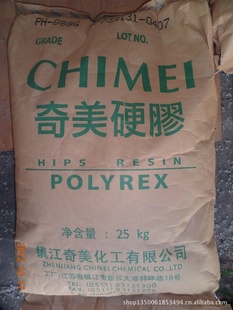 GRADE
LOT NO.
CHIMEI
奇美硬膠
HIPS RESIN
POLYREX
净含量: 25 kg
镇江奇美化工有限公司
ZHENJIANG CHIMEI CHEMICAL CO.,LTD
shop1350061853494.cn.alibaba.com